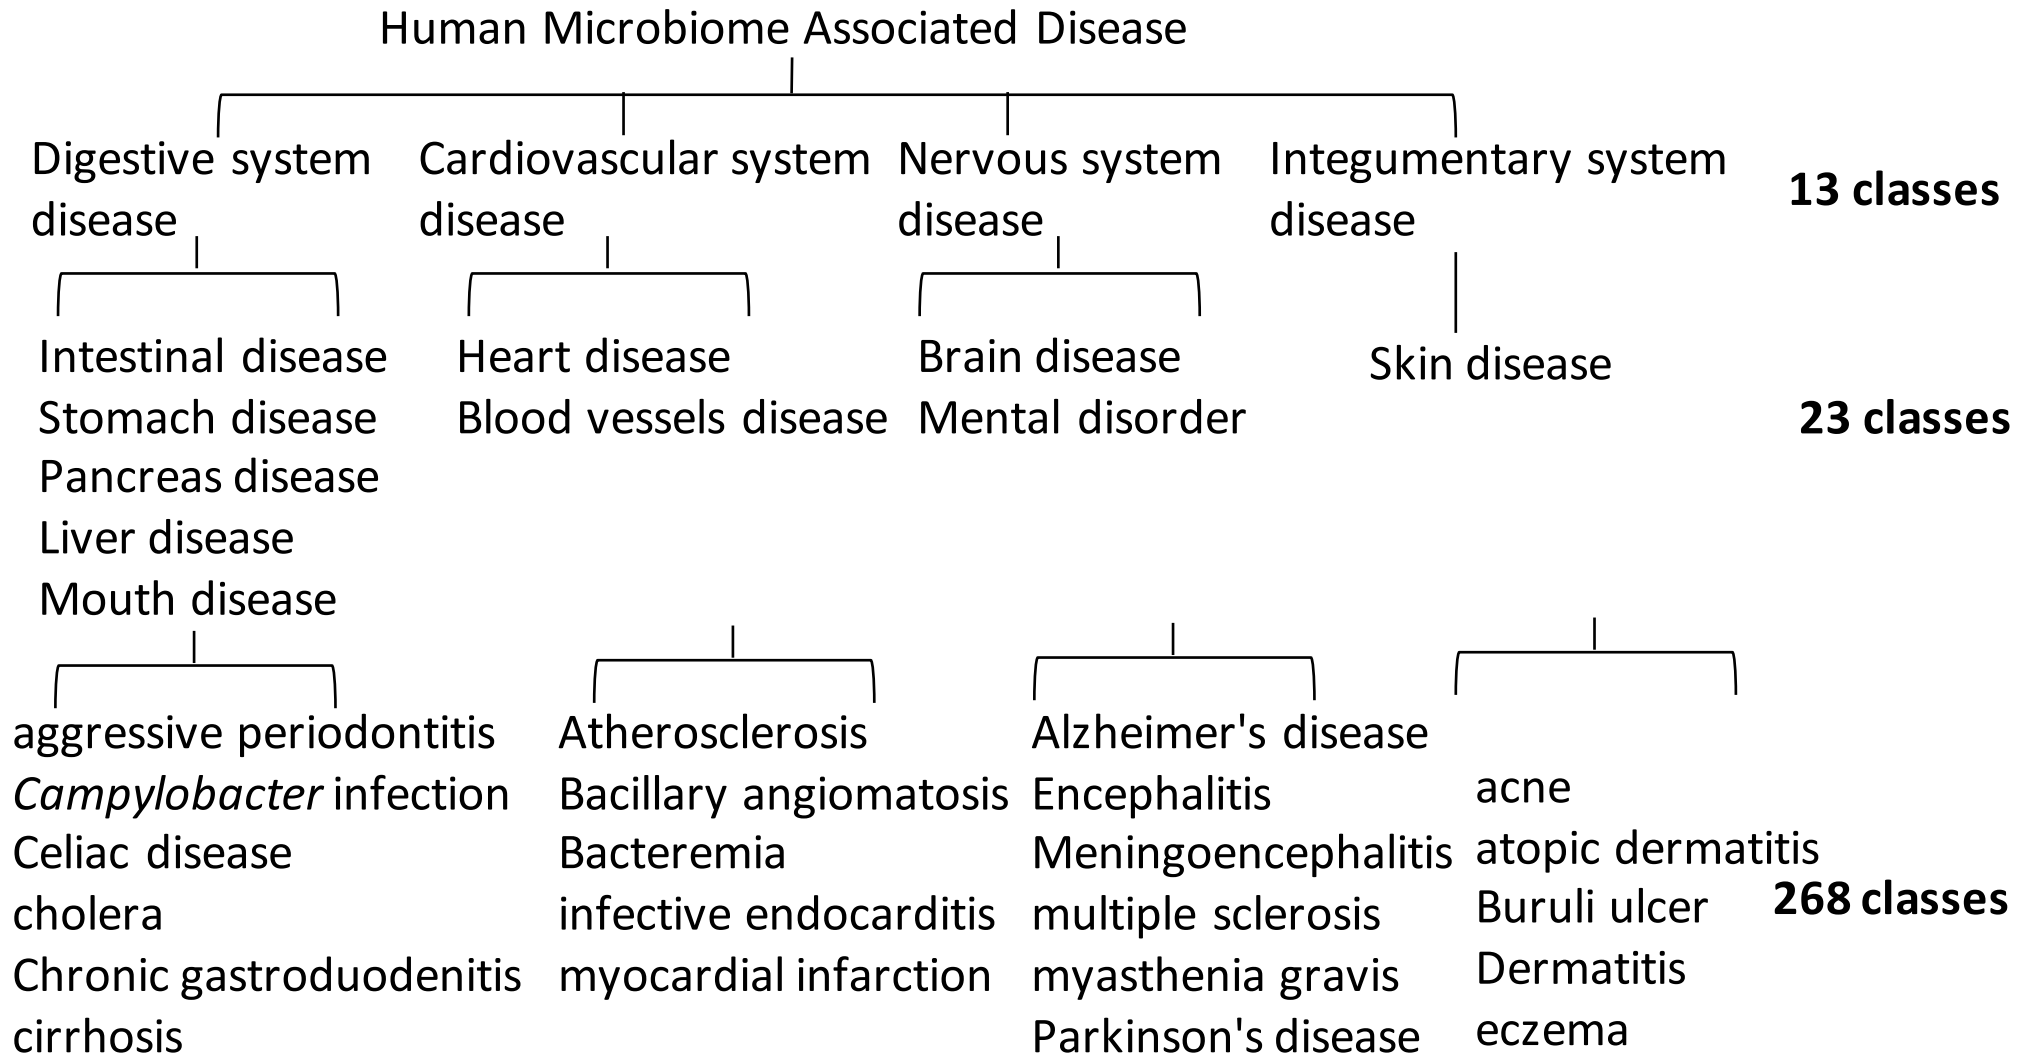 Human Microbiome Associated Disease
Digestive system
disease
Cardiovascular system
disease
Nervous system
disease
Integumentary system
disease
13 classes
Intestinal disease
Stomach disease
Pancreas disease
Liver disease
Mouth disease
Heart disease
Blood vessels disease
Brain disease
Mental disorder
Skin disease
23 classes
aggressive periodontitis
Campylobacter infection
Celiac disease
cholera
Chronic gastroduodenitis
cirrhosis
Atherosclerosis
Bacillary angiomatosis
Bacteremia
infective endocarditis
myocardial infarction
Alzheimer's disease
Encephalitis
Meningoencephalitis
multiple sclerosis
myasthenia gravis
Parkinson's disease
acne
atopic dermatitis
Buruli ulcer
Dermatitis
eczema
268 classes